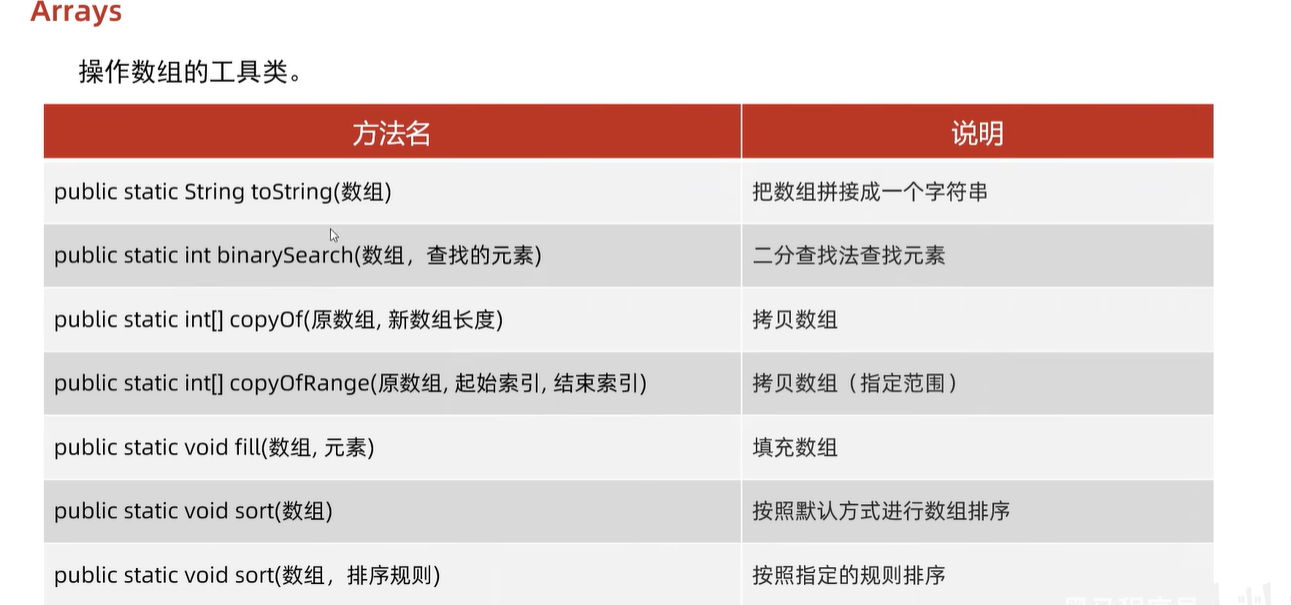 Arrays
操作数组的工具类。
方法名 说明
public static String toString(数组) 把数组拼接成一个字符串
public static int binarySearch(数组，查找的元素) 二分查找法查找元素
public static int[] copyOf(原数组, 新数组长度) 拷贝数组
public static int[] copyOfRange(原数组, 起始索引, 结束索引) 拷贝数组（指定范围）
public static void fill(数组, 元素) 填充数组
public static void sort(数组) 按照默认方式进行数组排序
public static void sort(数组，排序规则) 按照指定的规则排序